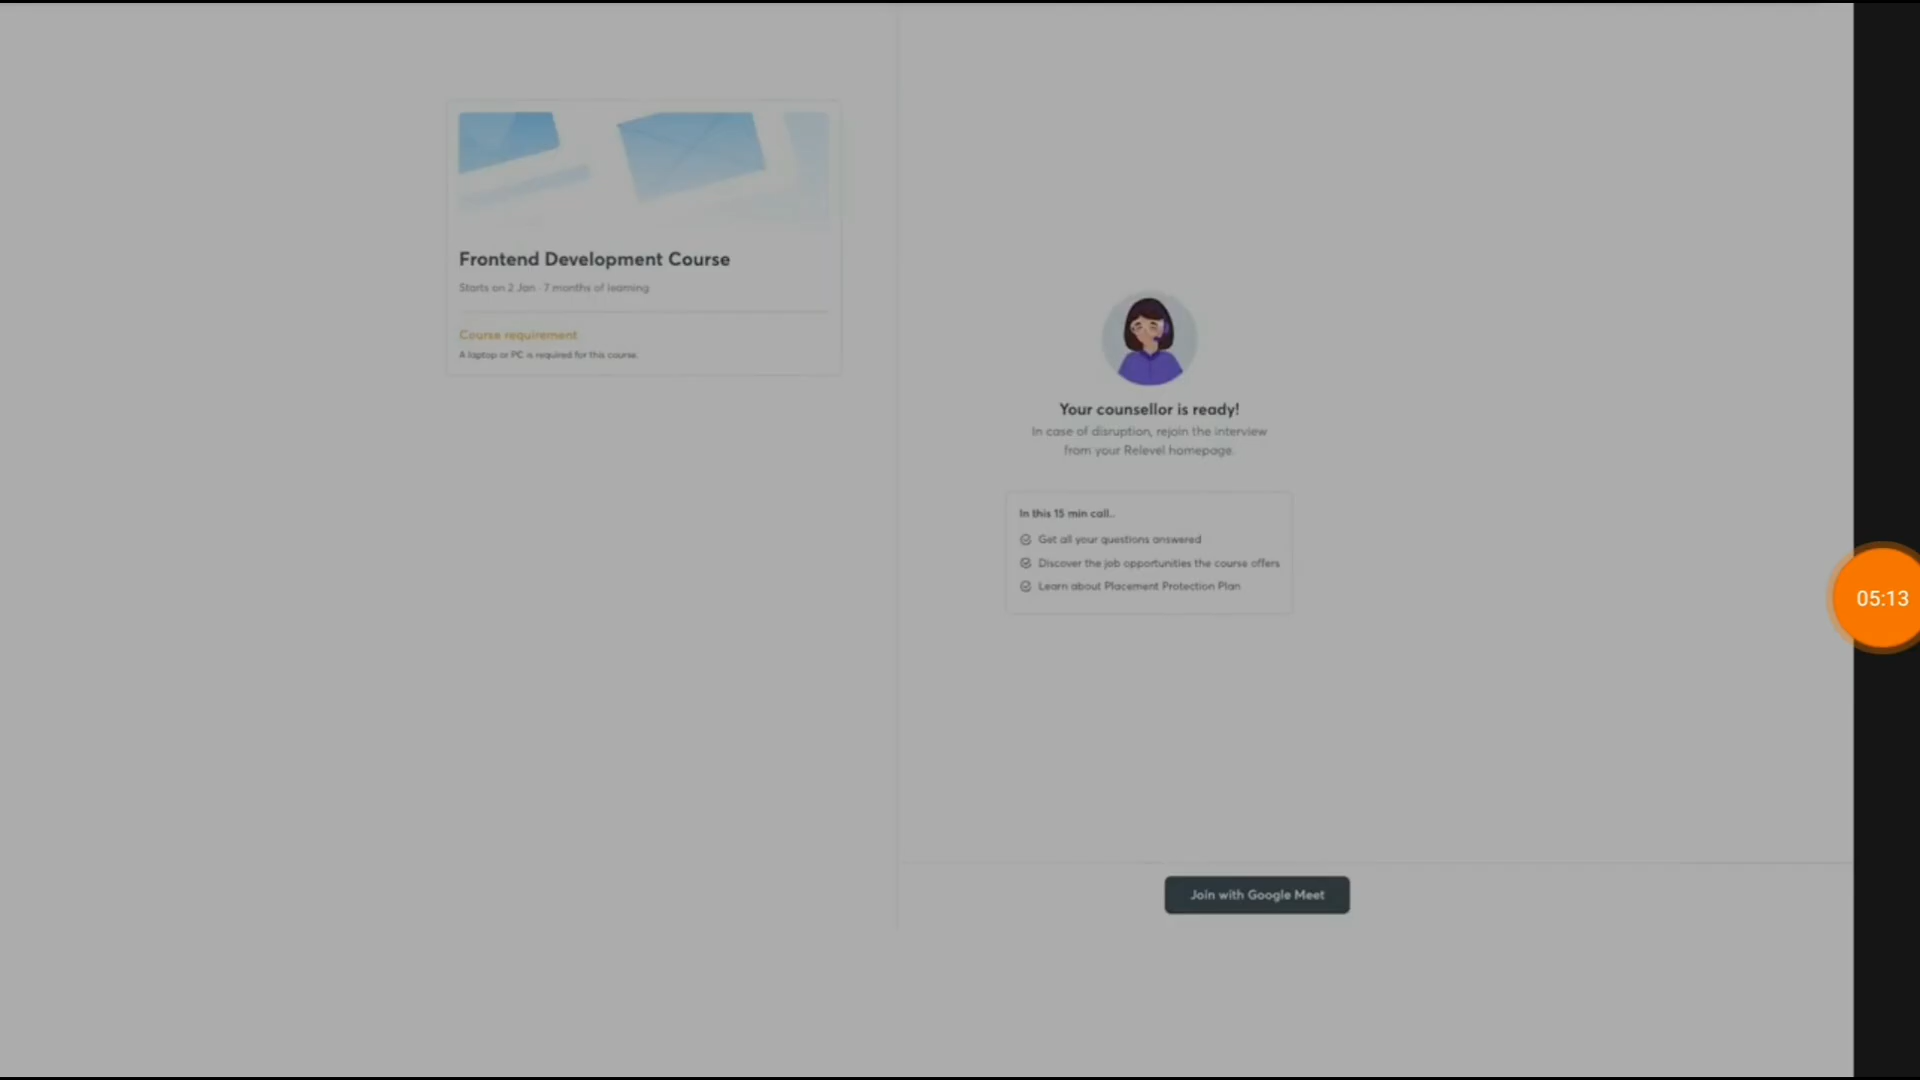 Frontend Development Course
Starts on 2 Jan · 7 months of learning
Course requirement
A laptop or PC is required for this course.
Your counsellor is ready!
In case of disruption, rejoin the interview
from your Relevel homepage.
In this 15 min call..
Get all your questions answered
Discover the job opportunities the course offers
Learn about Placement Protection Plan
05:13
Join with Google Meet